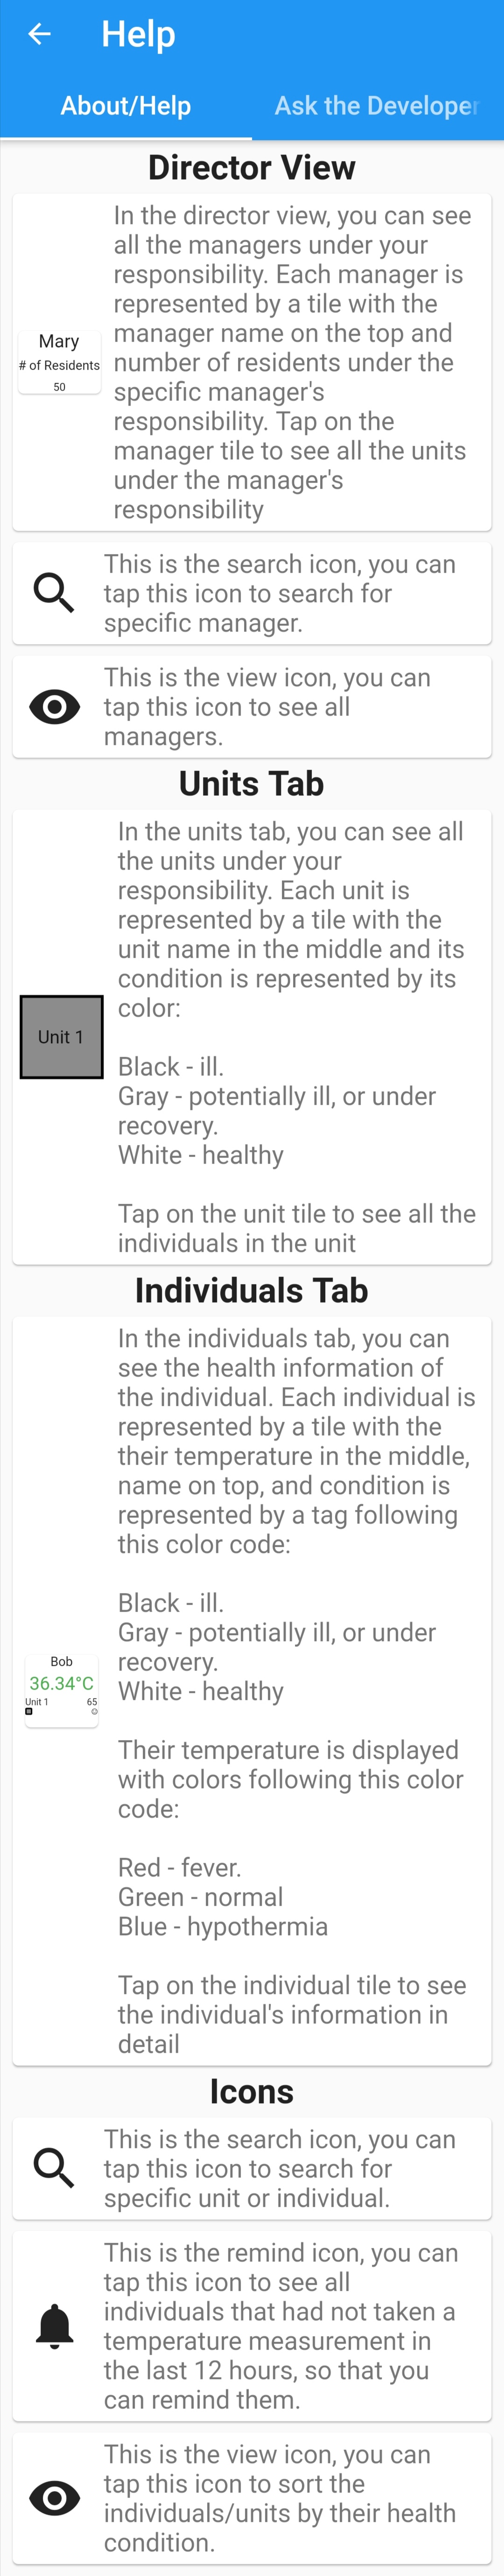 Help
About/Help
Ask the Developer
Director View
In the director view, you can see
all the managers under your
responsibility. Each manager is
represented by a tile with the
manager name on the top and
number of residents under the
specific manager's
responsibility. Tap on the
manager tile to see all the units
under the manager's
responsibility
Mary
# of Residents
50
This is the search icon, you can
tap this icon to search for
specific manager.
This is the view icon, you can
tap this icon to see all
managers.
Units Tab
In the units tab, you can see all
the units under your
responsibility. Each unit is
represented by a tile with the
unit name in the middle and its
condition is represented by its
color:
Black - ill.
Gray - potentially ill, or under
recovery.
White - healthy
Tap on the unit tile to see all the
individuals in the unit
Unit 1
Individuals Tab
In the individuals tab, you can
see the health information of
the individual. Each individual is
represented by a tile with the
their temperature in the middle,
name on top, and condition is
represented by a tag following
this color code:
Black - ill.
Gray - potentially ill, or under
recovery.
White - healthy
Their temperature is displayed
with colors following this color
code:
Red - fever.
Green - normal
Blue - hypothermia
Tap on the individual tile to see
the individual's information in
detail
Bob
36.34°C
Unit 1 65
Icons
This is the search icon, you can
tap this icon to search for
specific unit or individual.
This is the remind icon, you can
tap this icon to see all
individuals that had not taken a
temperature measurement in
the last 12 hours, so that you
can remind them.
This is the view icon, you can
tap this icon to sort the
individuals/units by their health
condition.